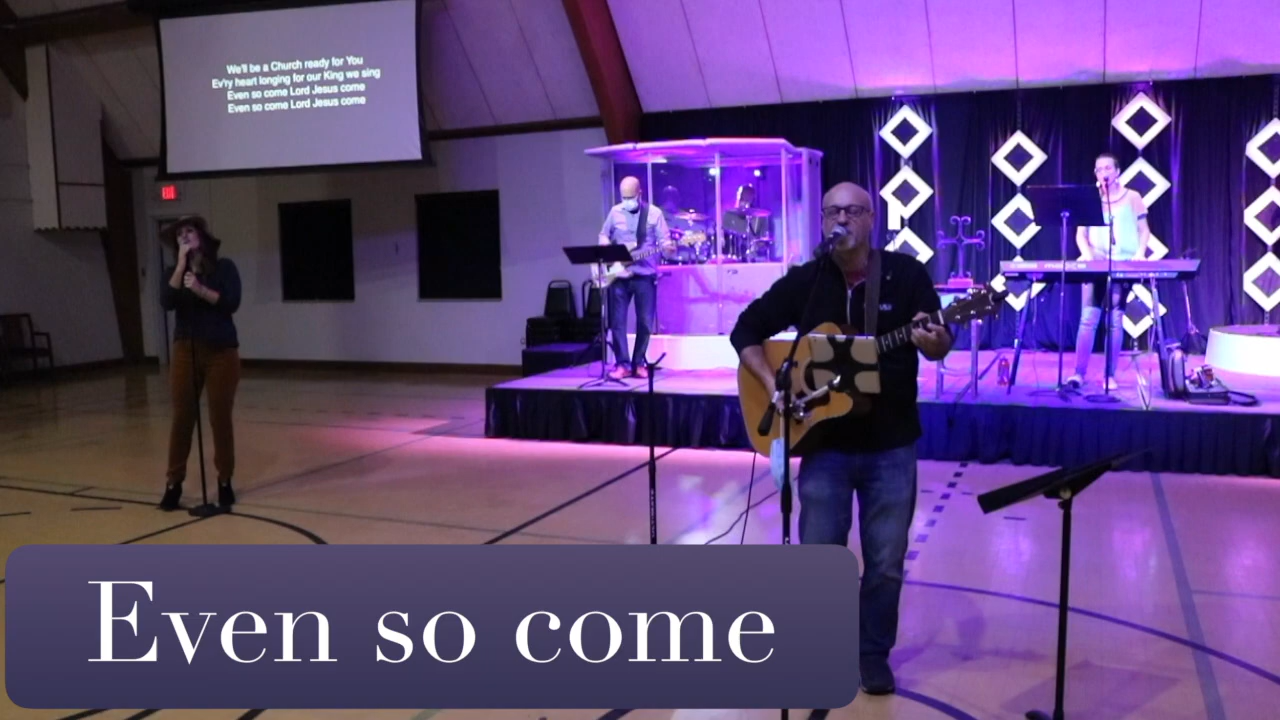 We'll be a Church ready for You
Ev'ry heart longing for our King we sing
Even so come Lord Jesus come
Even so come Lord Jesus come
EXIT
Even so come